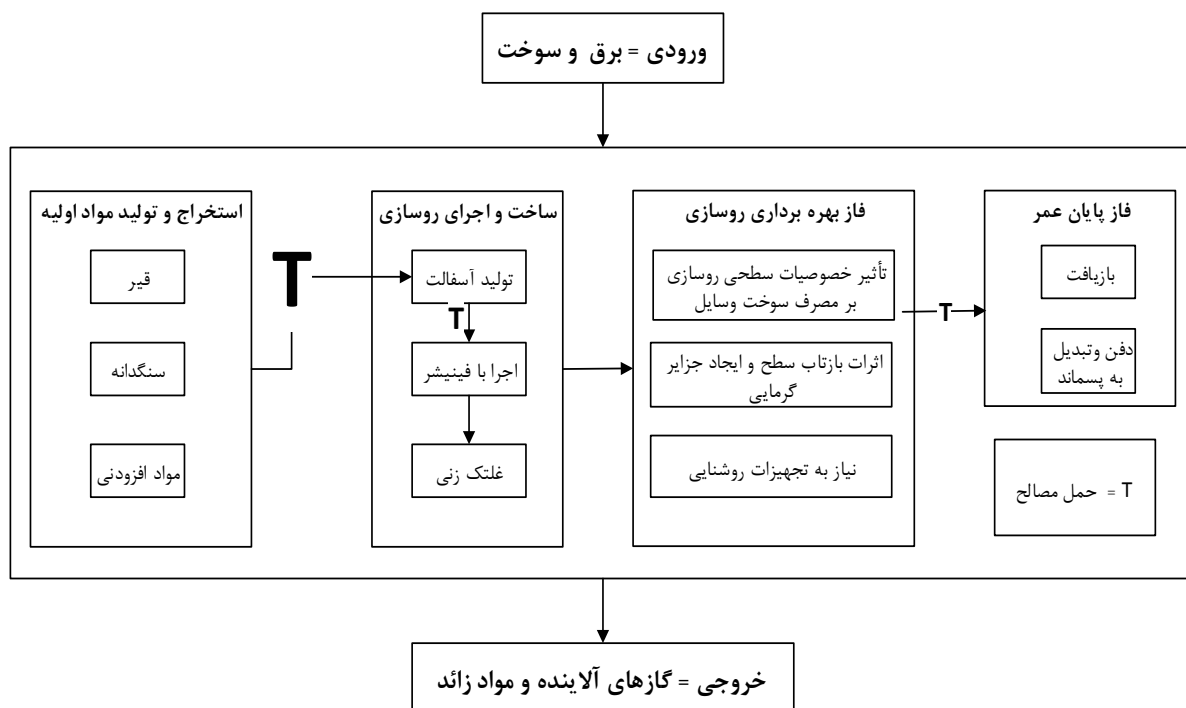 ورودی = برق و سوخت
استخراج و تولید مواد اولیه
قیر
سنگدانه
مواد افزودنی
T
ساخت و اجرای روسازی
تولید آسفالت
T
اجرا با فینیشر
غلتک زنی
فاز بهره برداری روسازی
تأثیر خصوصیات سطحی روسازی
بر مصرف سوخت وسایل
اثرات بازتاب سطح و ایجاد جزایر
گرمایی
نیاز به تجهیزات روشنایی
T
فاز پایان عمر
بازیافت
دفن وتبدیل
به پسماند
T = حمل مصالح
خروجی = گازهای آلاینده و مواد زائد